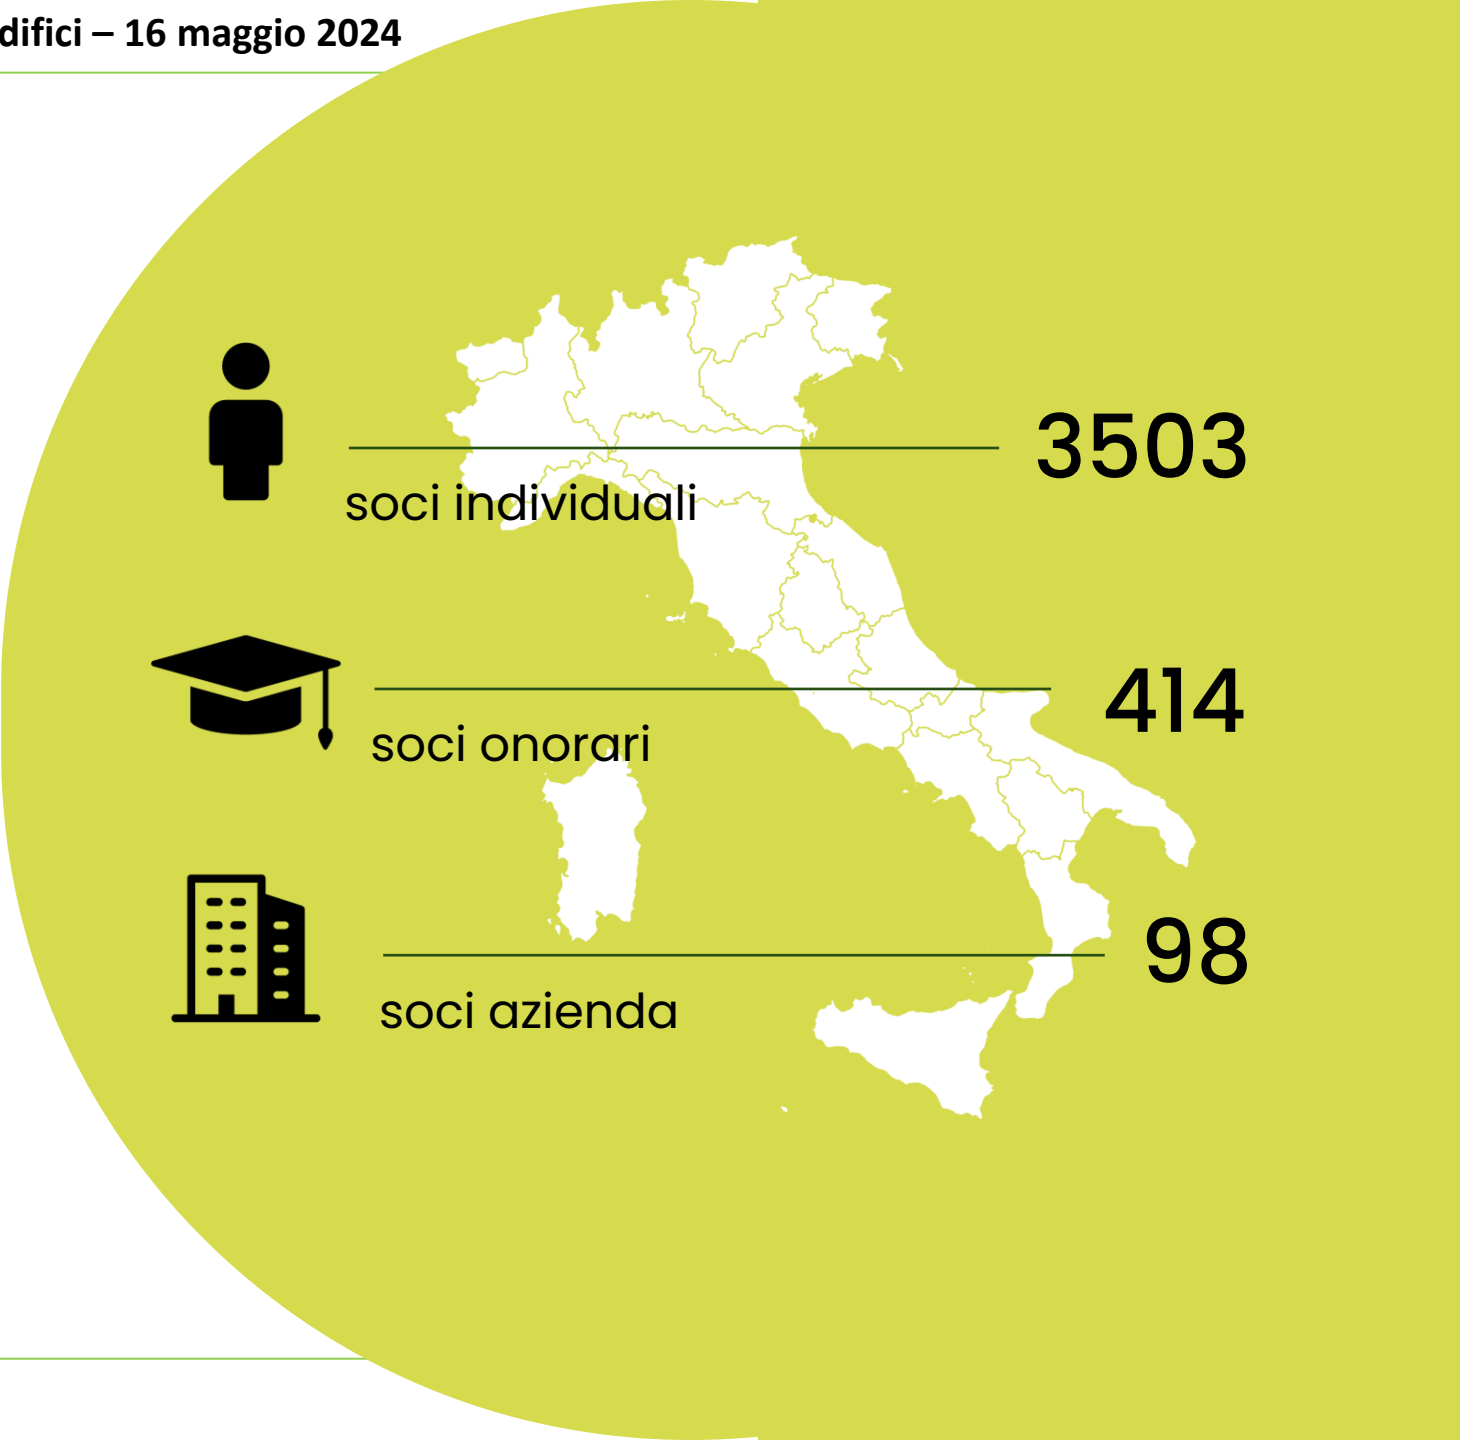 difici – 16 maggio 2024
3503
soci individuali
414
soci onorari
98
soci azienda